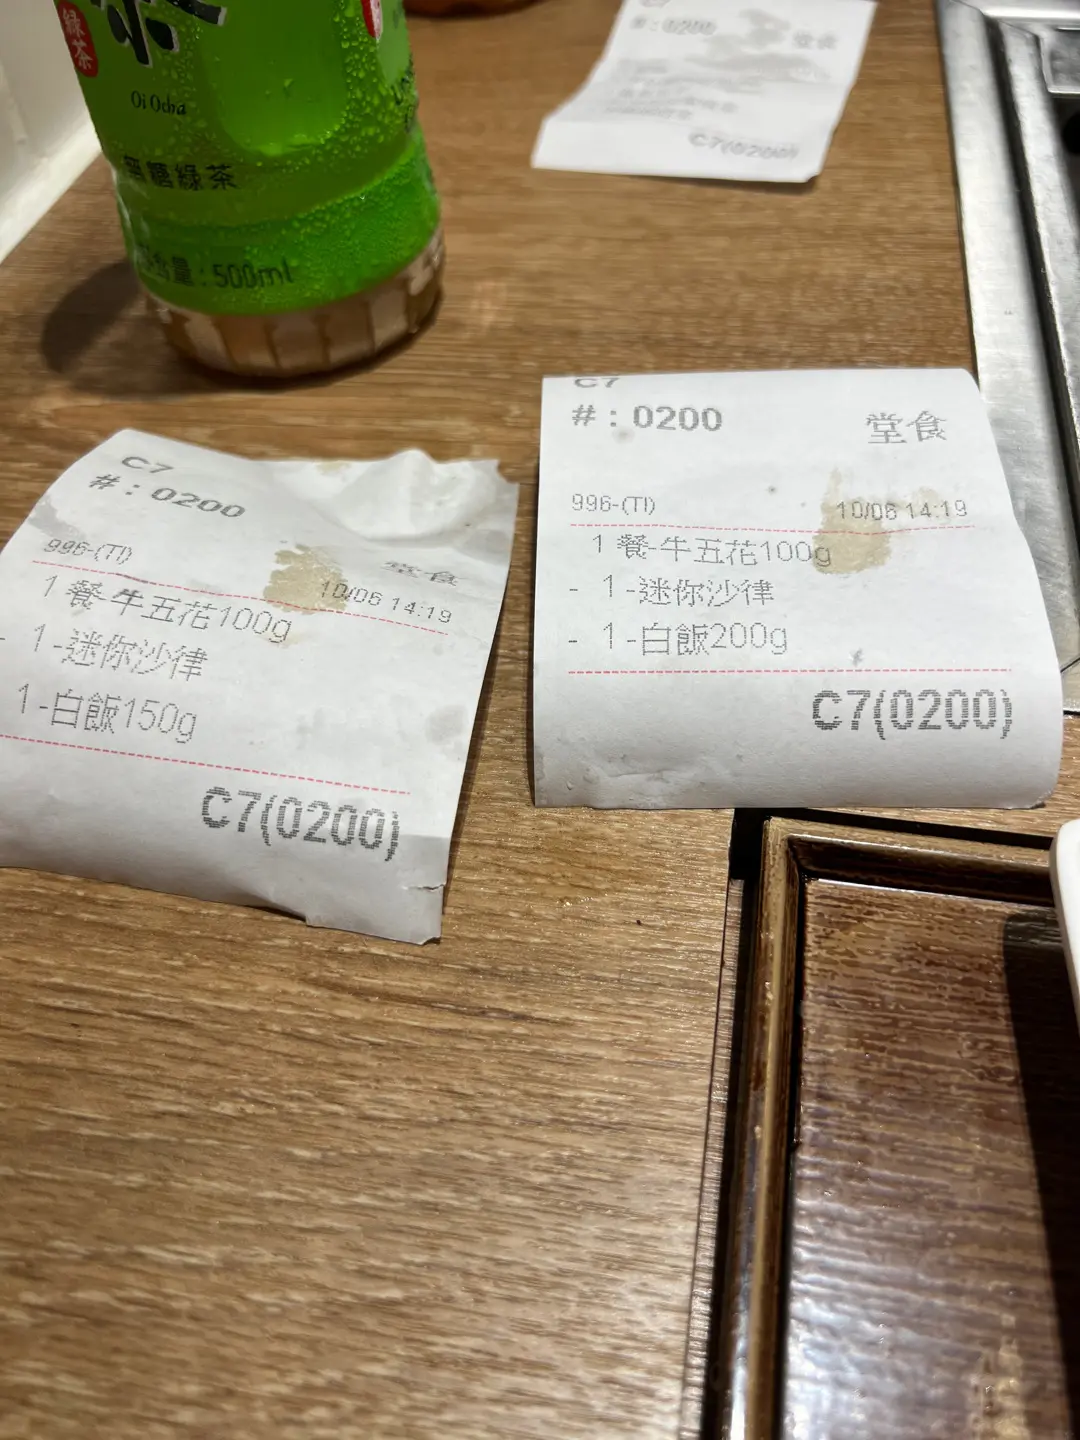 綠茶
Oi Ocha
無糖綠茶
量:500ml
#:0200
堂食
C7(0200)
C7
#:0200
堂食
996-(TI)
10/06 14:19
1 餐-牛五花100g
- 1-迷你沙律
1-白飯150g
C7(0200)
C7
#:0200
堂食
996-(TI)
10/06 14:19
1 餐-牛五花100g
- 1-迷你沙律
- 1-白飯200g
C7(0200)